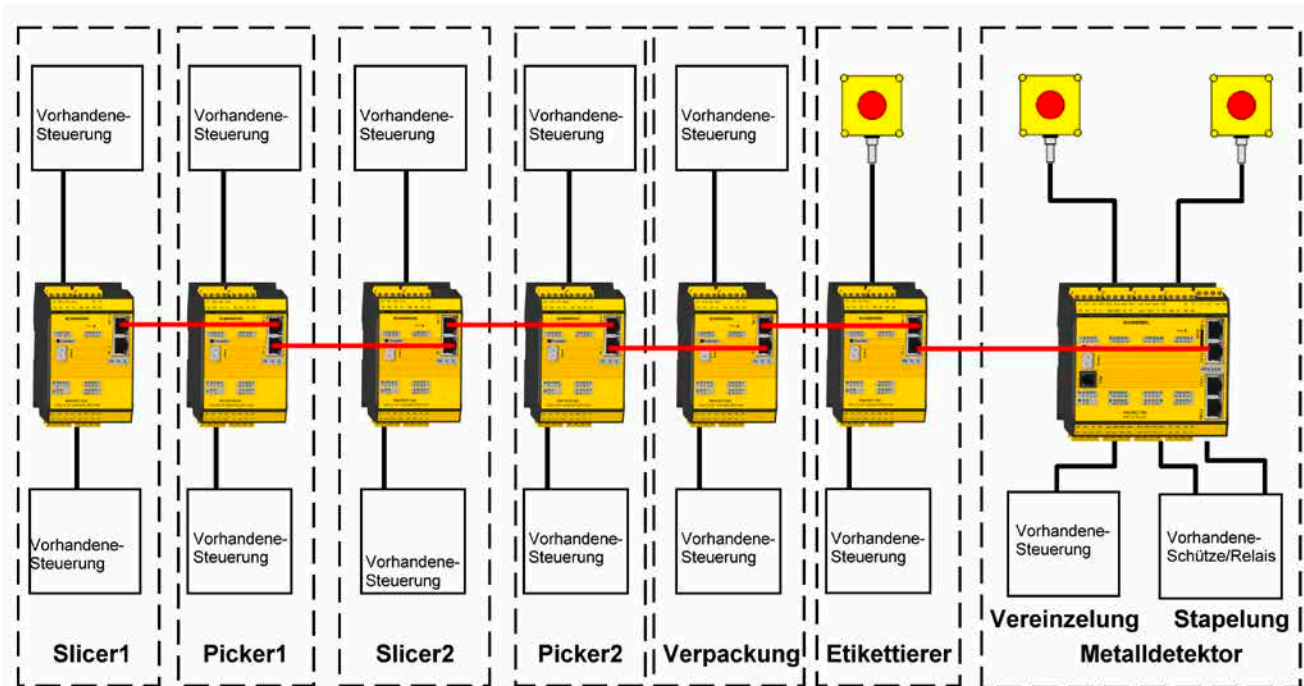 Vorhandene-
Steuerung
Vorhandene-
Steuerung
Vorhandene-
Steuerung
Vorhandene-
Steuerung
Vorhandene-
Steuerung
Vorhandene-
Steuerung
Vorhandene-
Steuerung
Vorhandene-
Steuerung
Vorhandene-
Steuerung
Vorhandene-
Steuerung
Vorhandene-
Steuerung
Vorhandene-
Steuerung
Vorhandene-
Schütze/Relais
Vereinzelung
Stapelung
Slicer1
Picker1
Slicer2
Picker2
Verpackung
Etikettierer
Metalldetektor